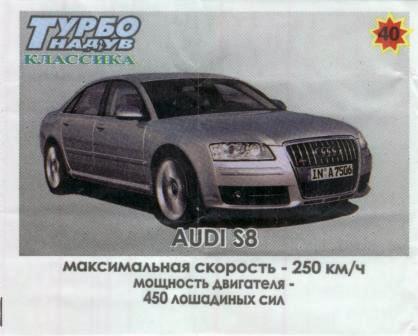 ТУРБО
НАДУВ
КЛАССИКА
40
IN A 7506
AUDI S8
максимальная скорость - 250 км/ч
мощность двигателя -
450 лошадиных сил